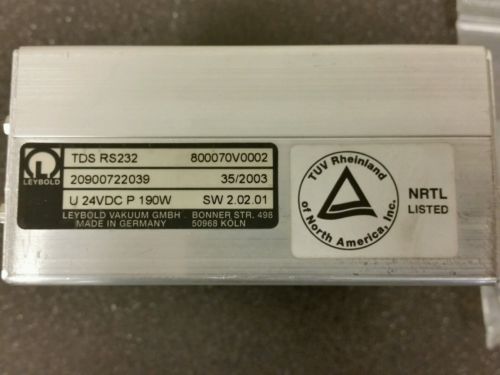 LEYBOLD
TDS RS232 800070V0002
20900722039 35/2003
U 24VDC P 190W SW 2.02.01
LEYBOLD VAKUUM GMBH BONNER STR. 498
MADE IN GERMANY 50968 KÖLN
TUV Rheinland
of North America, Inc.
NRTL
LISTED